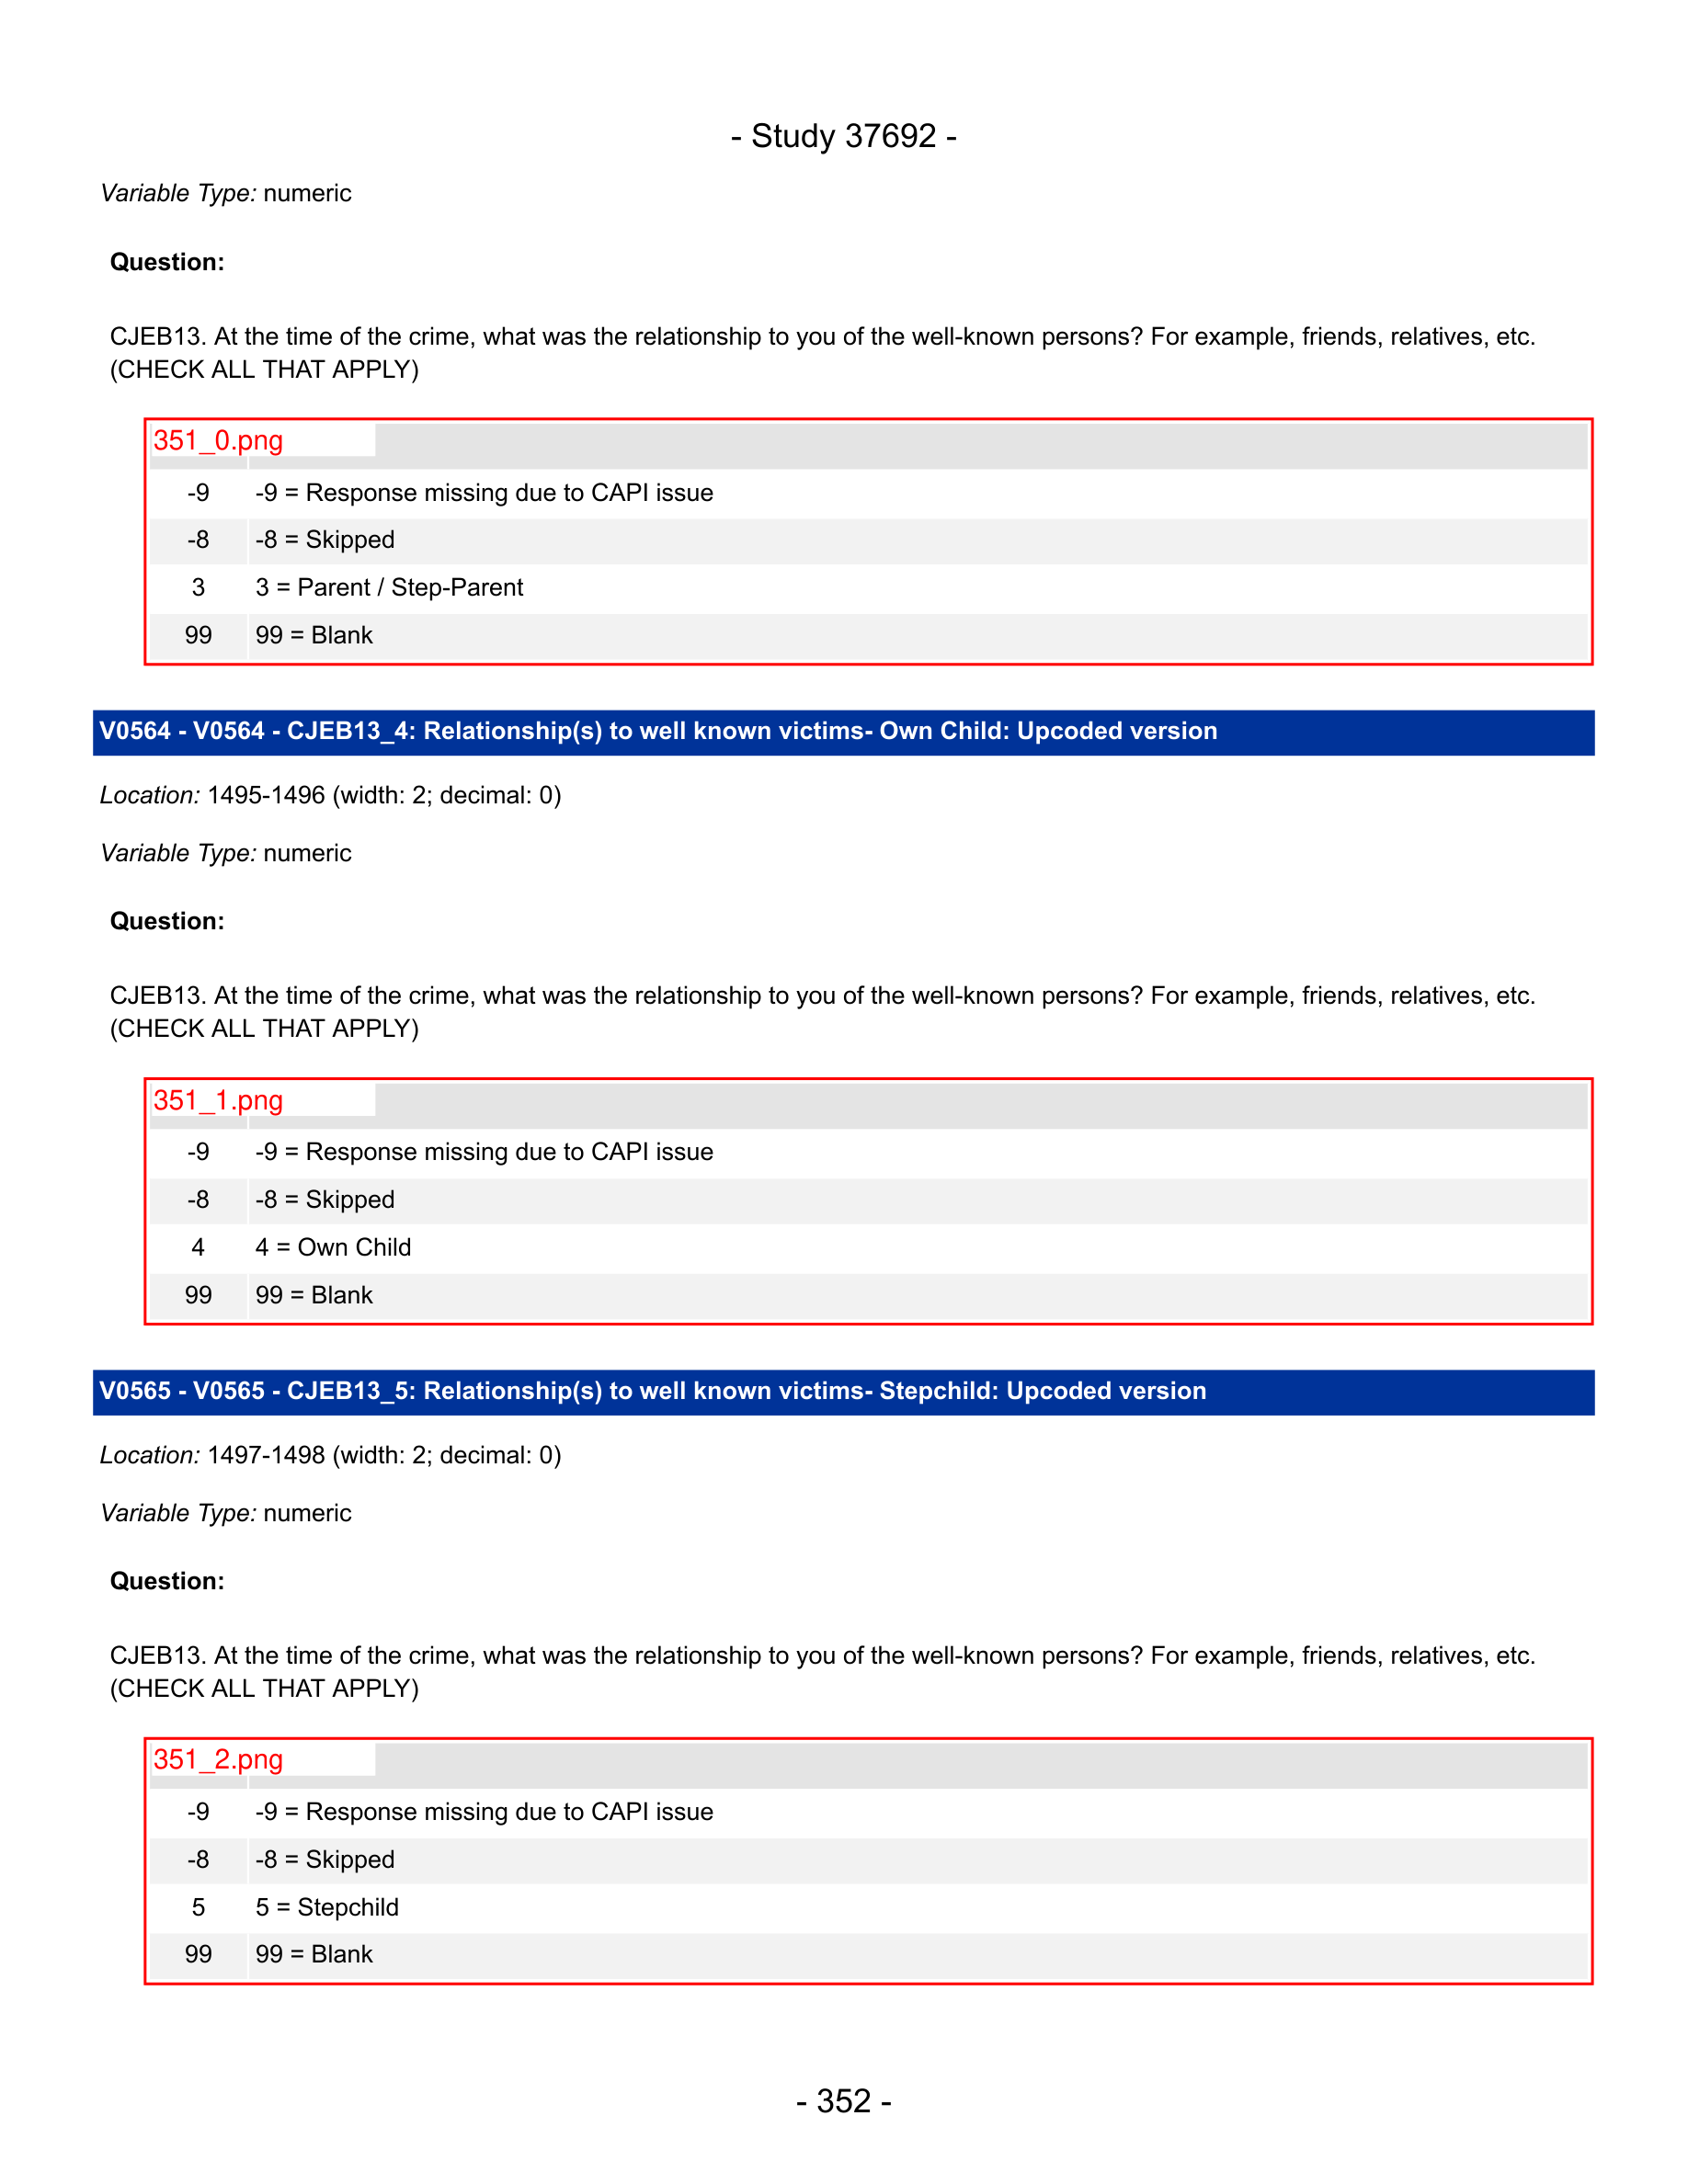 - Study 37692 -
Variable Type: numeric
Question:
CJEB13. At the time of the crime, what was the relationship to you of the well-known persons? For example, friends, relatives, etc.
(CHECK ALL THAT APPLY)
351_0.png
-9 -9 = Response missing due to CAPI issue
-8 -8 = Skipped
3 3 = Parent / Step-Parent
99 99 = Blank
V0564 - V0564 - CJEB13_4: Relationship(s) to well known victims- Own Child: Upcoded version
Location: 1495-1496 (width: 2; decimal: 0)
Variable Type: numeric
Question:
CJEB13. At the time of the crime, what was the relationship to you of the well-known persons? For example, friends, relatives, etc.
(CHECK ALL THAT APPLY)
351_1.png
-9 -9 = Response missing due to CAPI issue
-8 -8 = Skipped
4 4 = Own Child
99 99 = Blank
V0565 - V0565 - CJEB13_5: Relationship(s) to well known victims- Stepchild: Upcoded version
Location: 1497-1498 (width: 2; decimal: 0)
Variable Type: numeric
Question:
CJEB13. At the time of the crime, what was the relationship to you of the well-known persons? For example, friends, relatives, etc.
(CHECK ALL THAT APPLY)
351_2.png
-9 -9 = Response missing due to CAPI issue
-8 -8 = Skipped
5 5 = Stepchild
99 99 = Blank
- 352 -